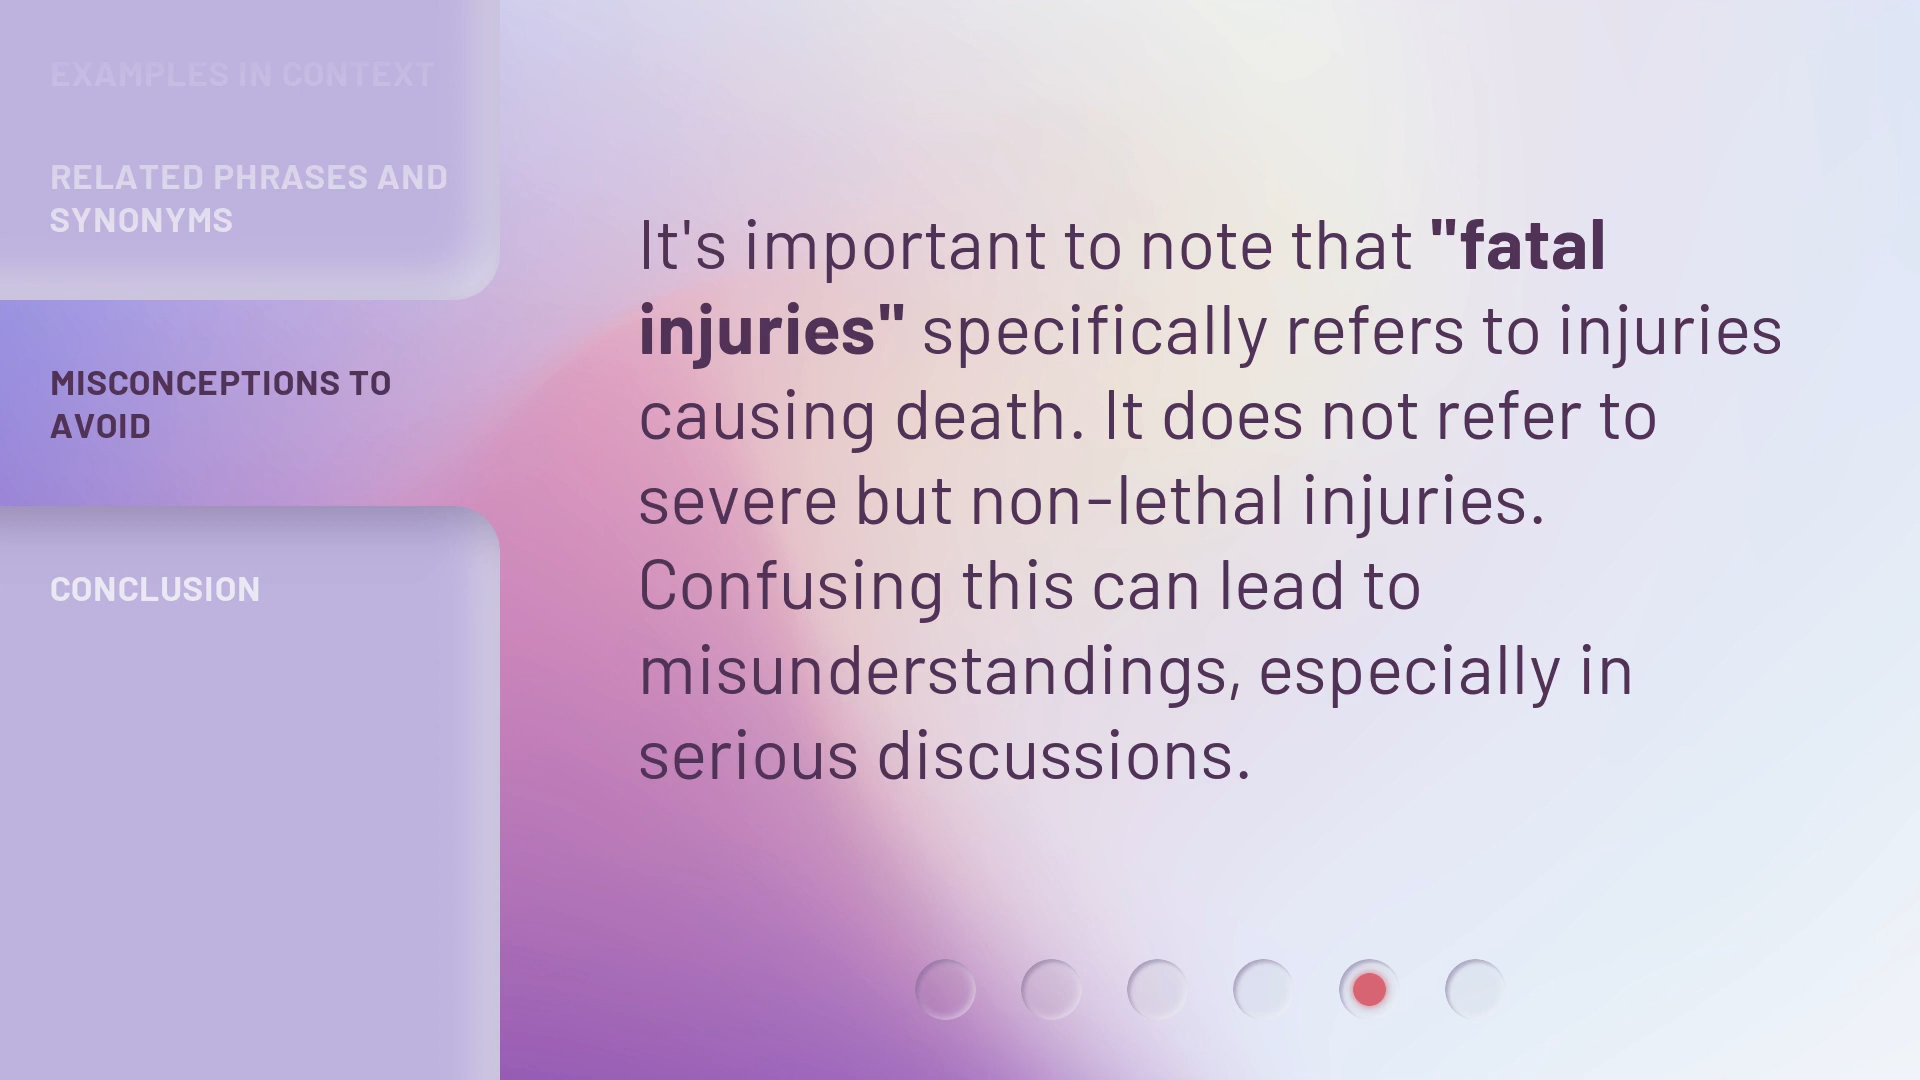 EXAMPLES IN CONTEXT
RELATED PHRASES AND
SYNONYMS
MISCONCEPTIONS TO
AVOID
CONCLUSION
It's important to note that "fatal
injuries" specifically refers to injuries
causing death. It does not refer to
severe but non-lethal injuries.
Confusing this can lead to
misunderstandings, especially in
serious discussions.